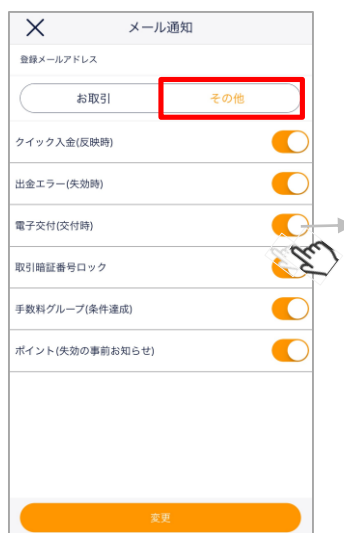 メール通知
登録メールアドレス
お取引
その他
クイック入金(反映時)
出金エラー(失敗時)
電子交付(交付時)
取引暗証番号ロック
手数料グループ(条件達成)
ポイント(失効の事前お知らせ)
変更